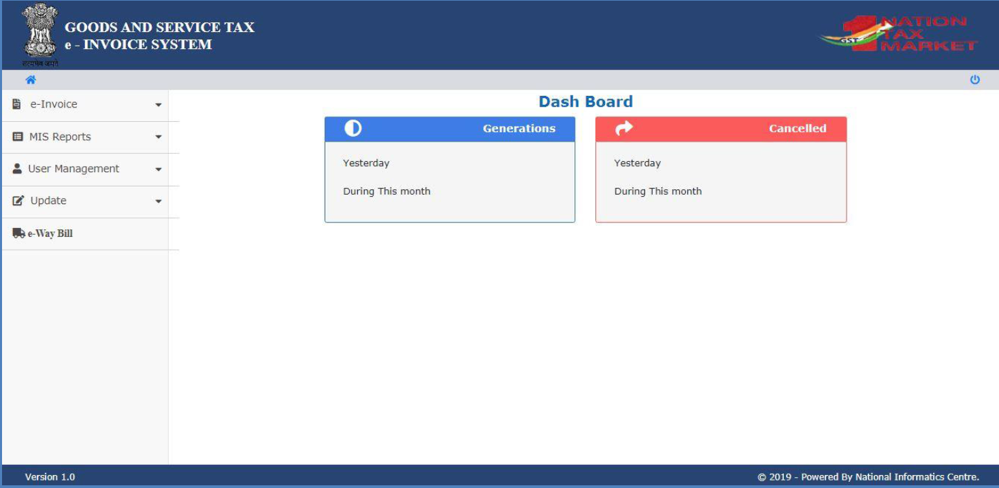 GOODS AND SERVICE TAX
e - INVOICE SYSTEM
सत्यमेव जयते
1 NATION
GST TAX
MARKET
e-Invoice
MIS Reports
User Management
Update
e-Way Bill
Dash Board
Generations
Yesterday
During This month
Cancelled
Yesterday
During This month
Version 1.0
© 2019 - Powered By National Informatics Centre.